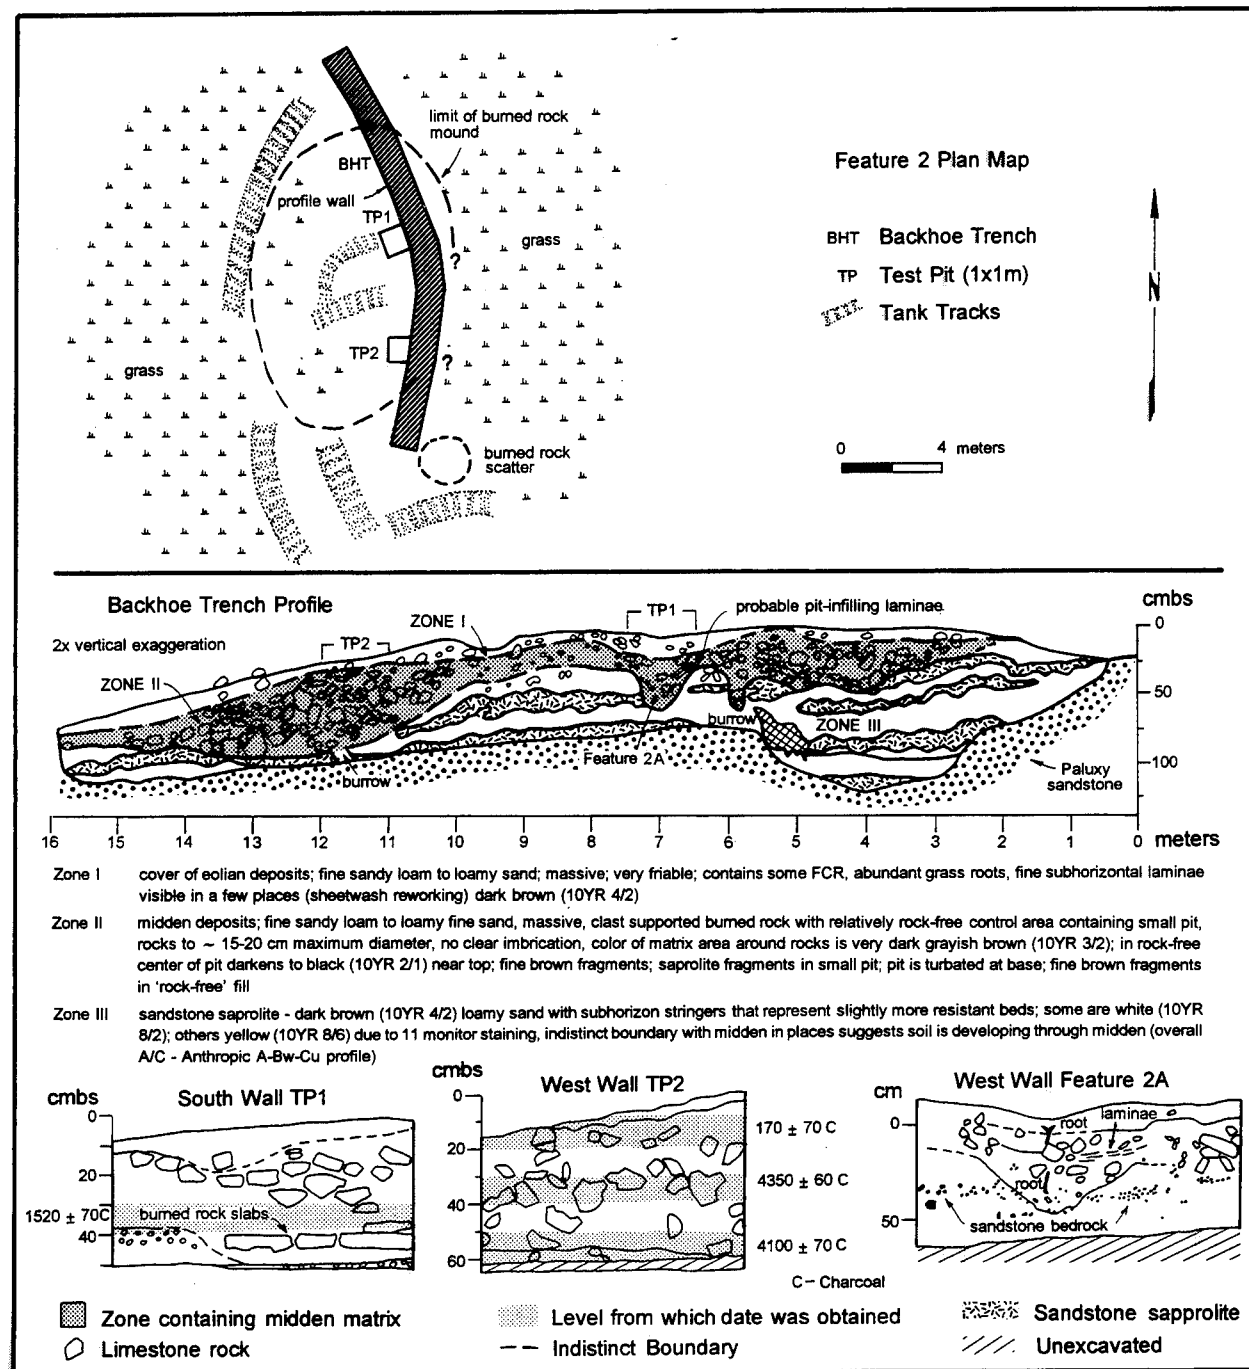 limit of burned rock
mound
BHT
profile wall
TP1
grass
?
TP2
?
grass
burned rock
scatter
Feature 2 Plan Map
BHT Backhoe Trench
TP Test Pit (1x1m)
Tank Tracks
N
0 4 meters
Backhoe Trench Profile
2x vertical exaggeration
ZONE I
TP1
probable pit-infilling laminae
cmbs
0
TP2
ZONE II
50
burrow
ZONE III
Feature 2A
burrow
100
Paluxy
sandstone
16 15 14 13 12 11 10 9 8 7 6 5 4 3 2 1 0 meters
Zone I cover of eolian deposits; fine sandy loam to loamy sand; massive; very friable; contains some FCR, abundant grass roots, fine subhorizontal laminae
visible in a few places (sheetwash reworking) dark brown (10YR 4/2)
Zone II midden deposits; fine sandy loam to loamy fine sand, massive, clast supported burned rock with relatively rock-free control area containing small pit,
rocks to ~ 15-20 cm maximum diameter, no clear imbrication, color of matrix area around rocks is very dark grayish brown (10YR 3/2); in rock-free
center of pit darkens to black (10YR 2/1) near top; fine brown fragments; saprolite fragments in small pit; pit is turbated at base; fine brown fragments
in 'rock-free' fill
Zone III sandstone saprolite - dark brown (10YR 4/2) loamy sand with subhorizon stringers that represent slightly more resistant beds; some are white (10YR
8/2); others yellow (10YR 8/6) due to 11 monitor staining, indistinct boundary with midden in places suggests soil is developing through midden (overall
A/C - Anthropic A-Bw-Cu profile)
cmbs
South Wall TP1
0
20
1520 ± 70C
burned rock slabs
40
cmbs
West Wall TP2
0
170 ± 70 C
20
4350 ± 60 C
40
4100 ± 70 C
60
C – Charcoal
cm
West Wall Feature 2A
0
root
laminae
root
sandstone bedrock
50
Zone containing midden matrix
Level from which date was obtained
Sandstone sapprolite
Limestone rock
Indistinct Boundary
Unexcavated